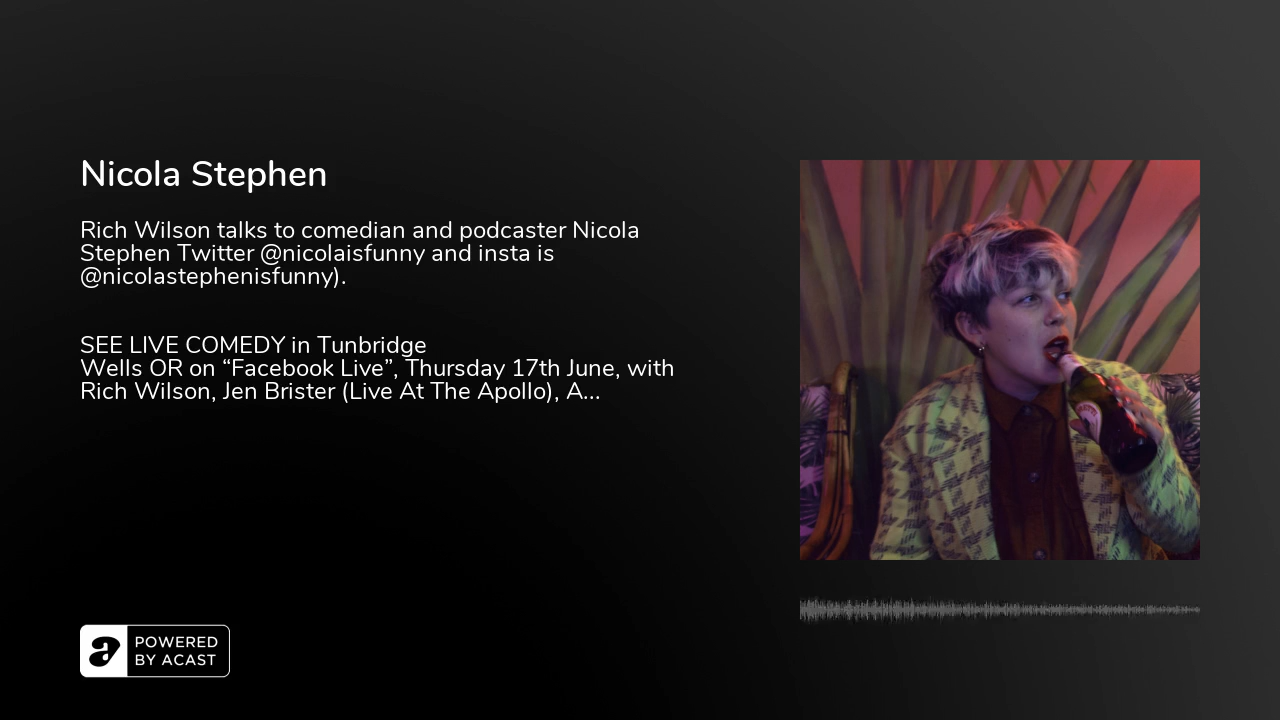 Nicola Stephen
Rich Wilson talks to comedian and podcaster Nicola
Stephen Twitter @nicolaisfunny and insta is
@nicolastephenisfunny).
SEE LIVE COMEDY in Tunbridge
Wells OR on “Facebook Live”, Thursday 17th June, with
Rich Wilson, Jen Brister (Live At The Apollo), A...
POWERED
BY ACAST